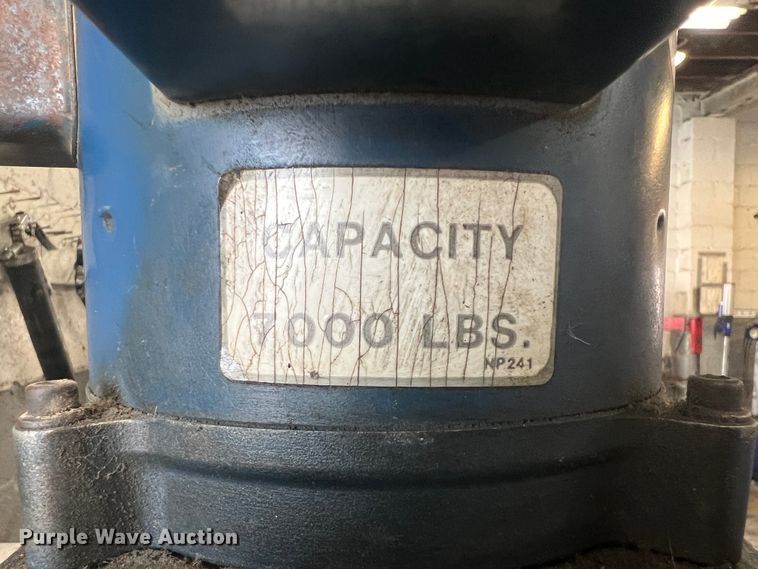 CAPACITY
7000 LBS.
NP241
Purple Wave Auction